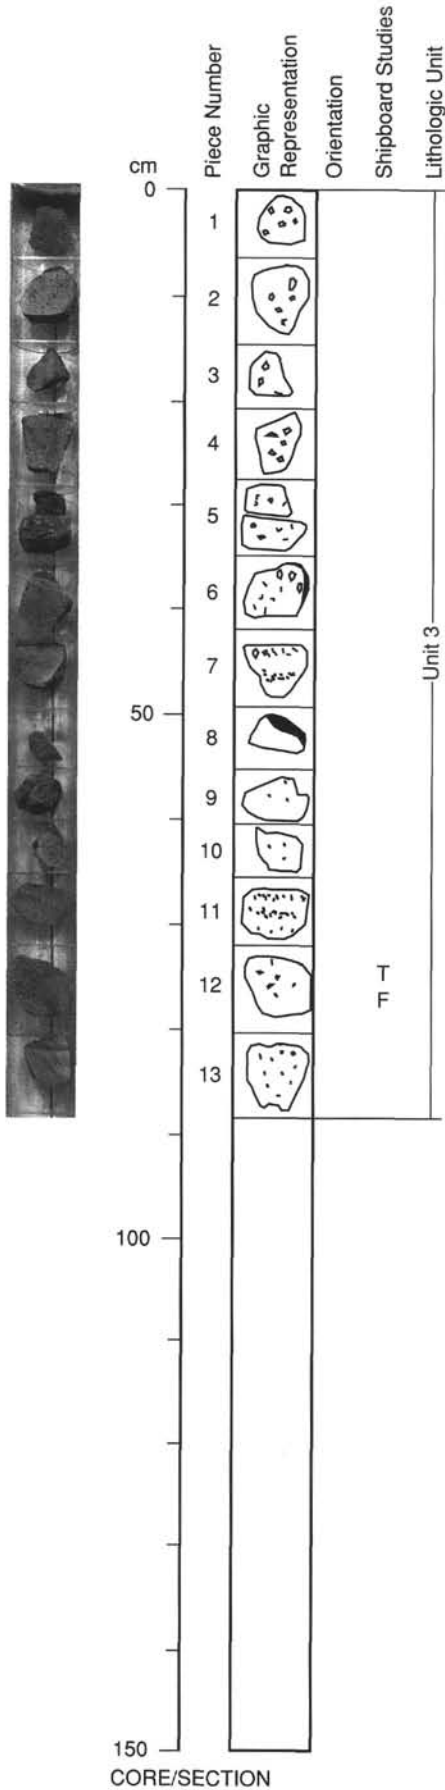 cm
Piece Number
Graphic
Representation
Orientation
Shipboard Studies
Lithologic Unit
0
1
2
3
4
5
6
7
50
8
9
10
11
12
T
F
13
Unit 3
100
150
CORE/SECTION